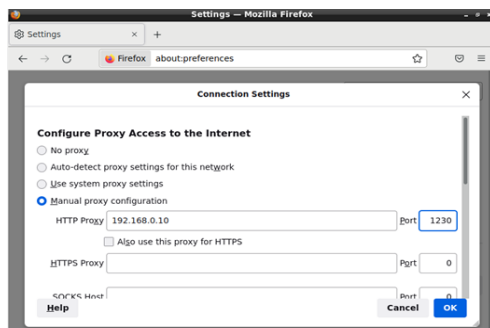 Settings — Mozilla Firefox
Settings
Firefox about:preferences
Connection Settings
Configure Proxy Access to the Internet
No proxy
Auto-detect proxy settings for this network
Use system proxy settings
Manual proxy configuration
HTTP Proxy 192.168.0.10 Port 1230
Also use this proxy for HTTPS
HTTPS Proxy Port 0
SOCKS Host Port 0
Help Cancel OK